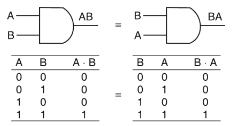 A
B
AB
=
B
A
BA
A B A · B
0 0 0
0 1 0
1 0 0
1 1 1
=
A B B · A
0 0 0
0 1 0
1 0 0
1 1 1